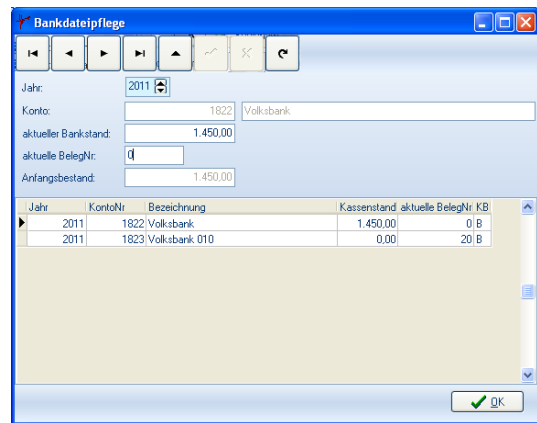 Bankdateipflege
Jahr: 2011
Konto: 1822 Volksbank
aktueller Bankstand: 1.450,00
aktuelle BelegNr: 0
Anfangsbestand: 1.450,00
Jahr KontoNr Bezeichnung Kassenstand aktuelle BelegNr KB
2011 1822 Volksbank 1.450,00 0 B
2011 1823 Volksbank 010 0,00 20 B
OK